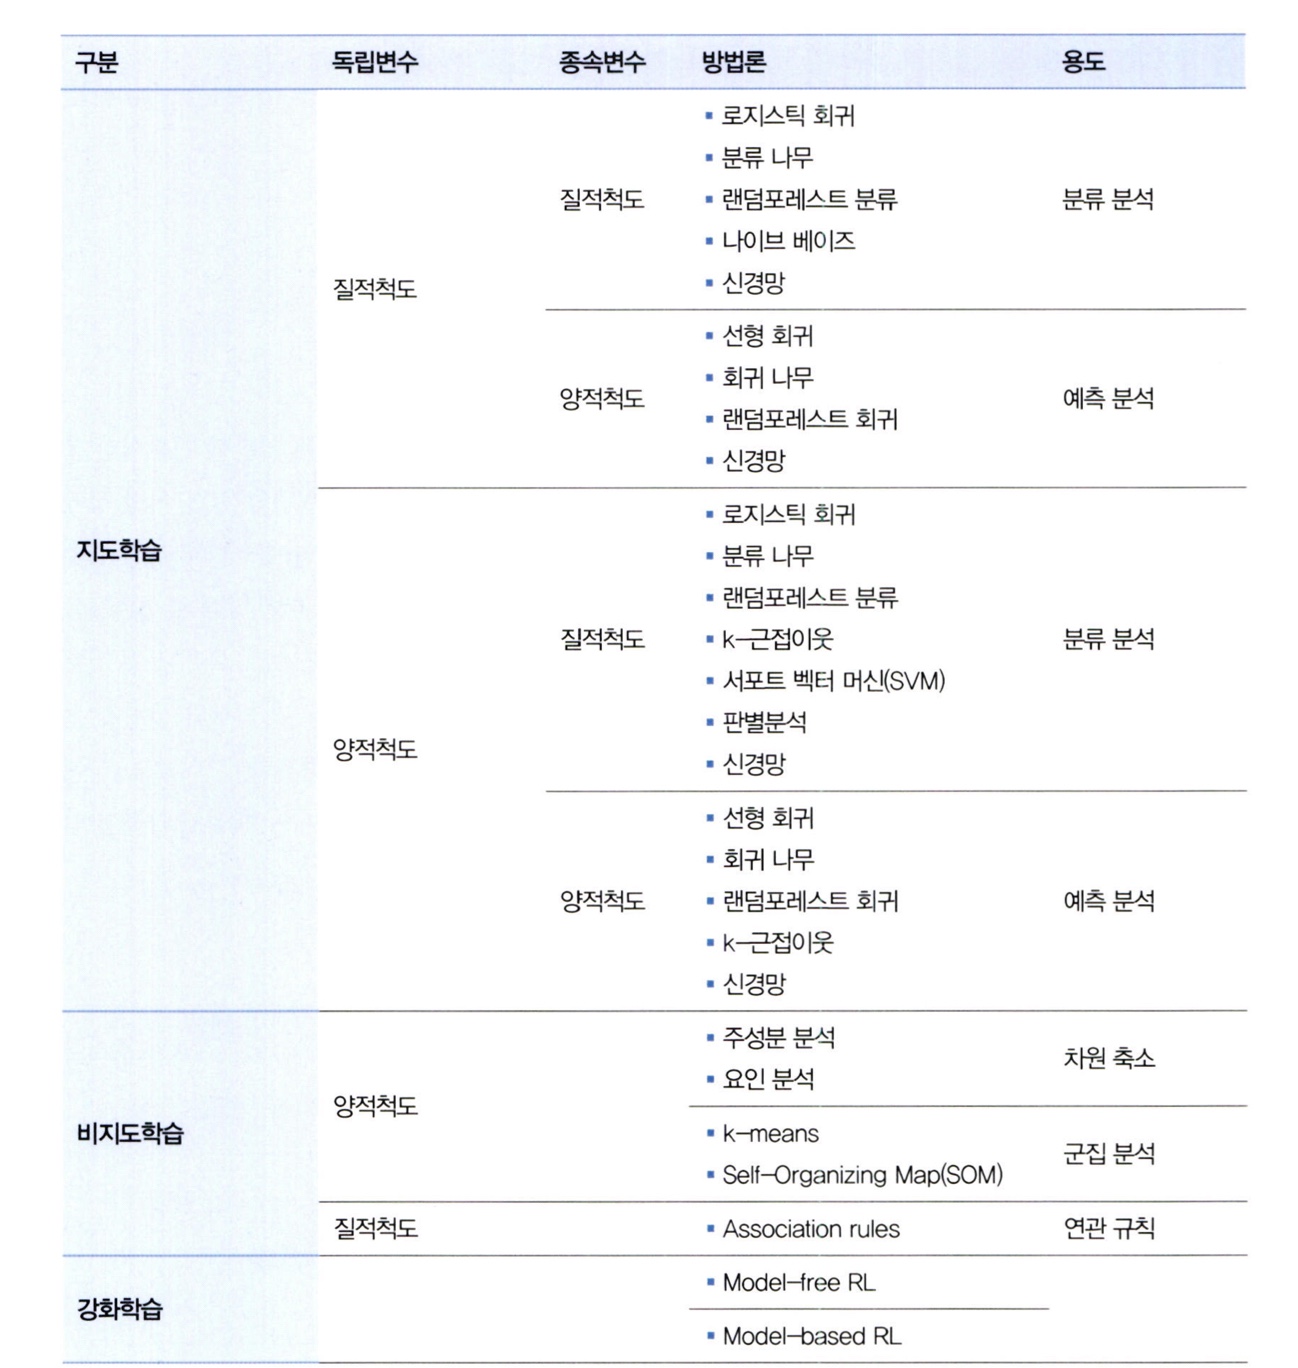 구분 독립변수 종속변수 방법론 용도
지도학습
질적척도
질적척도
▪ 로지스틱 회귀
▪ 분류 나무
▪ 랜덤포레스트 분류
▪ 나이브 베이즈
▪ 신경망
분류 분석
양적척도
▪ 선형 회귀
▪ 회귀 나무
▪ 랜덤포레스트 회귀
▪ 신경망
예측 분석
양적척도
질적척도
▪ 로지스틱 회귀
▪ 분류 나무
▪ 랜덤포레스트 분류
▪ k-근접이웃
▪ 서포트 벡터 머신(SVM)
▪ 판별분석
▪ 신경망
분류 분석
양적척도
▪ 선형 회귀
▪ 회귀 나무
▪ 랜덤포레스트 회귀
▪ k-근접이웃
▪ 신경망
예측 분석
비지도학습
양적척도
▪ 주성분 분석
▪ 요인 분석
차원 축소
▪ k-means
▪ Self-Organizing Map(SOM)
군집 분석
질적척도
▪ Association rules
연관 규칙
강화학습
▪ Model-free RL
▪ Model-based RL